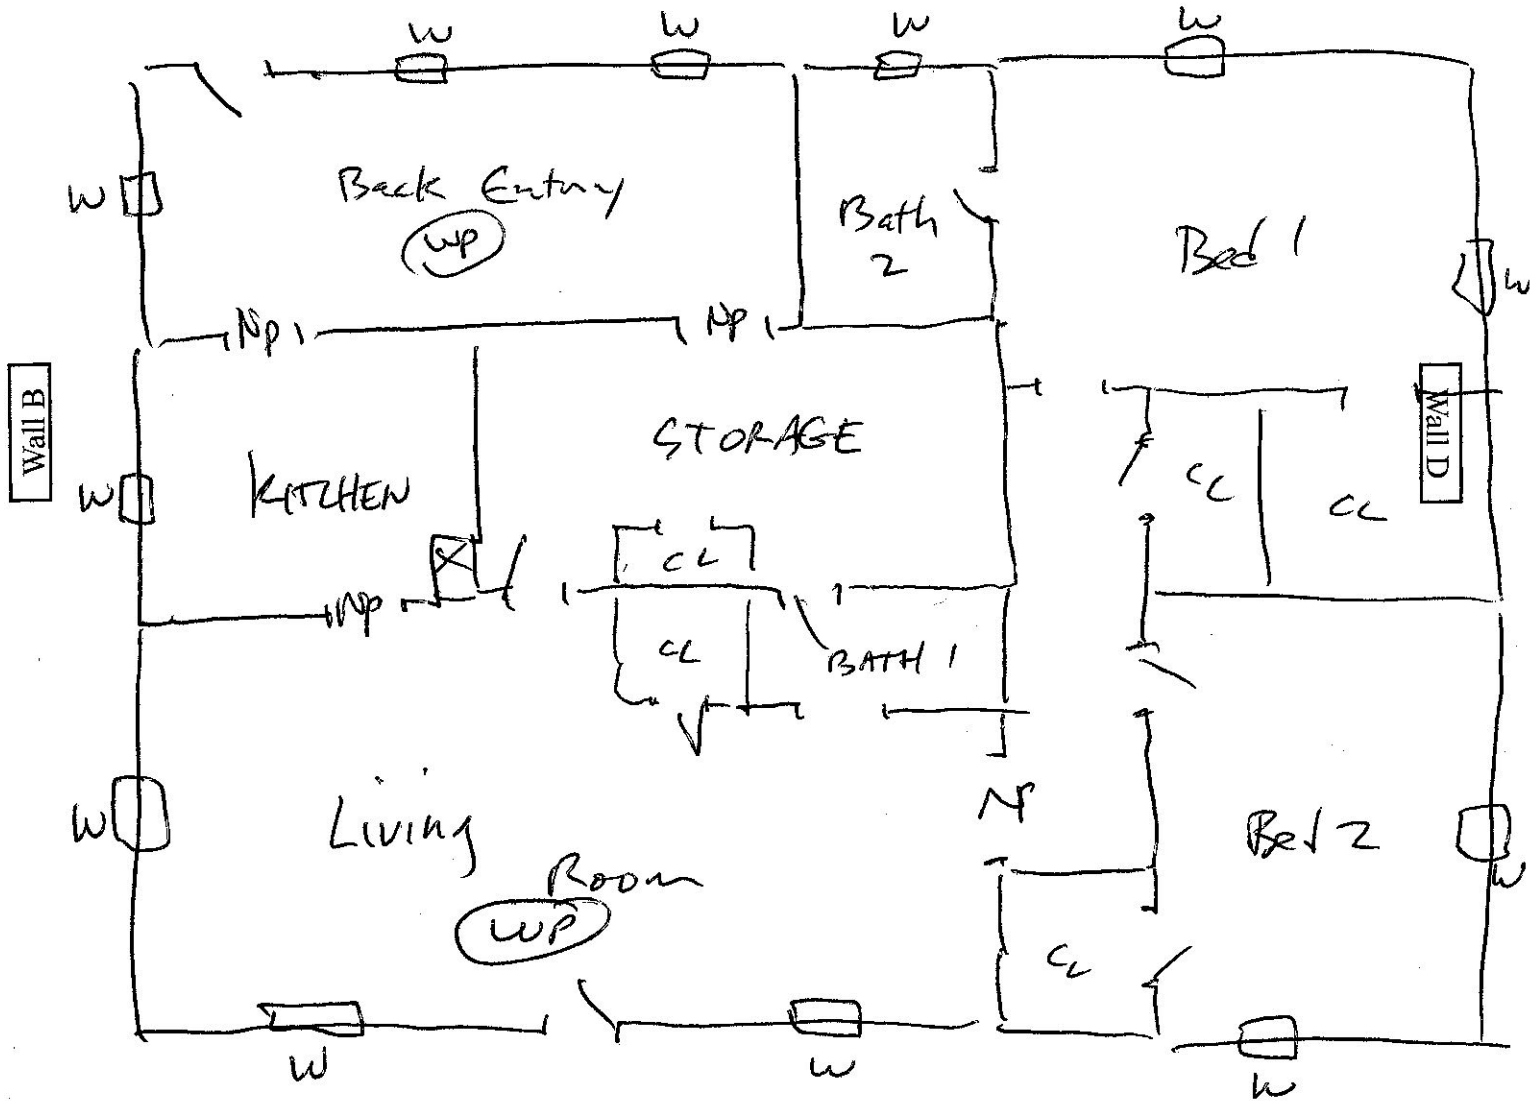 W
W
W
W
W
Back Entry
WP
Bath
2
Bed 1
W
NP
NP
Wall B
Wall D
STORAGE
KITCHEN
W
CL
CL
CL
NP
CL
BATH 1
NP
W
Living
Room
WP
Bed 2
W
CL
W
W
W